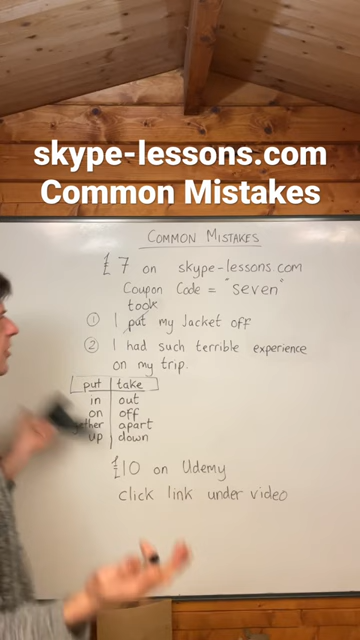 skype-lessons.com
Common Mistakes
COMMON MISTAKES
£7 on skype-lessons.com
Coupon Code = "seven"
took
① I put my Jacket off
② I had such terrible experience
on my trip.
put take
in out
on off
gether apart
up down
£10 on Udemy
click link under video